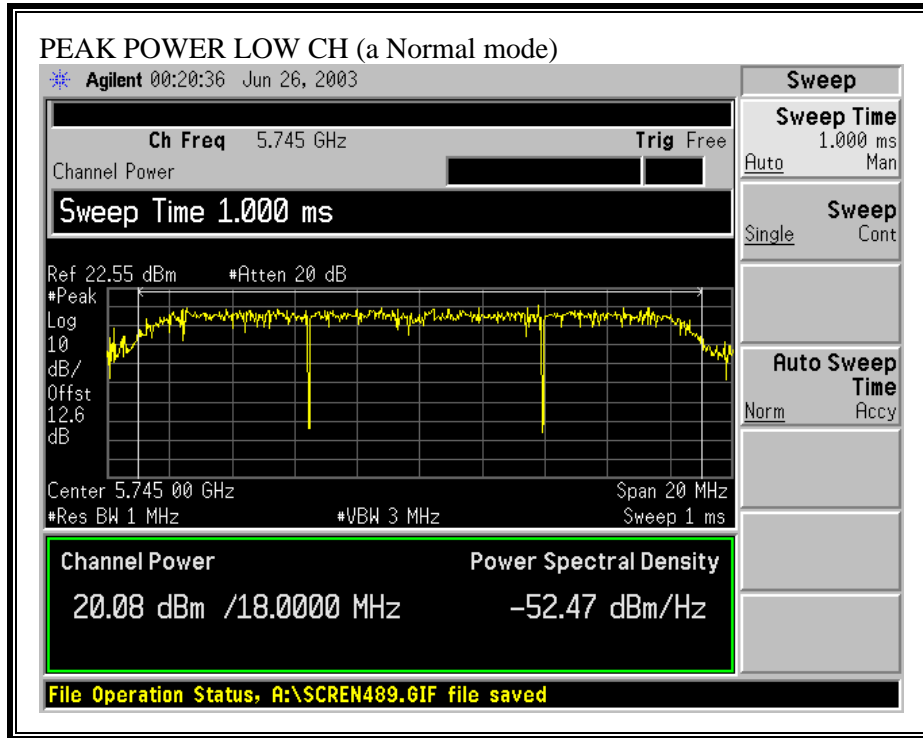 PEAK POWER LOW CH (a Normal mode)
Agilent 00:20:36 Jun 26, 2003
Sweep
Ch Freq 5.745 GHz Trig Free
Channel Power
Sweep Time 1.000 ms
Sweep Time
1.000 ms
Auto Man
Sweep
Single Cont
Auto Sweep
Time
Norm Accy
Ref 22.55 dBm #Atten 20 dB
#Peak
Log
10
dB/
Offst
12.6
dB
Center 5.745 00 GHz Span 20 MHz
#Res BW 1 MHz #VBW 3 MHz Sweep 1 ms
Channel Power Power Spectral Density
20.08 dBm /18.0000 MHz -52.47 dBm/Hz
File Operation Status, A:\SCREN489.GIF file saved